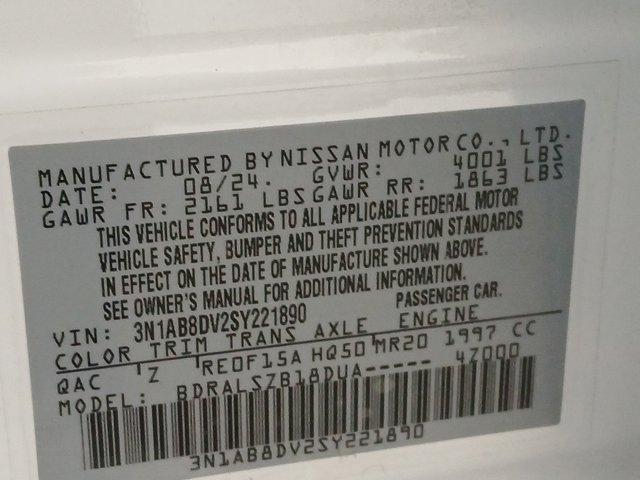 MANUFACTURED BY NISSAN MOTOR CO., LTD.
DATE: 08/24. GVWR: 4001 LBS
GAWR FR: 2161 LBS GAWR RR: 1863 LBS
THIS VEHICLE CONFORMS TO ALL APPLICABLE FEDERAL MOTOR
VEHICLE SAFETY, BUMPER AND THEFT PREVENTION STANDARDS
IN EFFECT ON THE DATE OF MANUFACTURE SHOWN ABOVE.
SEE OWNER'S MANUAL FOR ADDITIONAL INFORMATION.
VIN: 3N1AB8DV2SY221890 PASSENGER CAR.
COLOR TRIM TRANS AXLE ENGINE
QAC Z RE0F15A HQ50 MR20 1997 CC
MODEL: BDRALSZB18DUA----- 4Z000
3N1AB8DV2SY221890